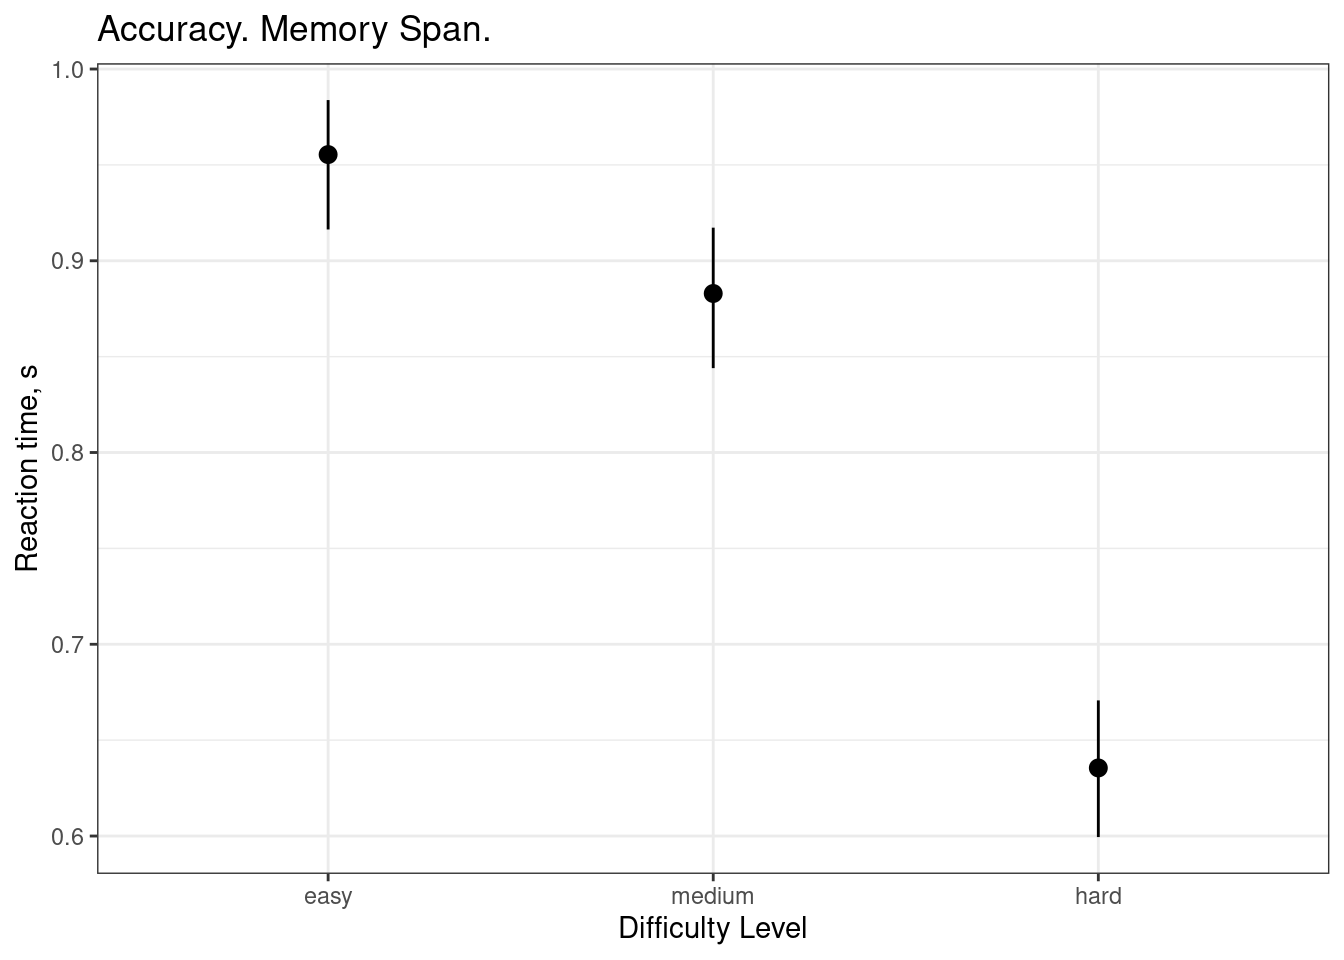 Accuracy. Memory Span.
1.0
0.9
0.8
0.7
0.6
Reaction time, s
easy medium hard
Difficulty Level